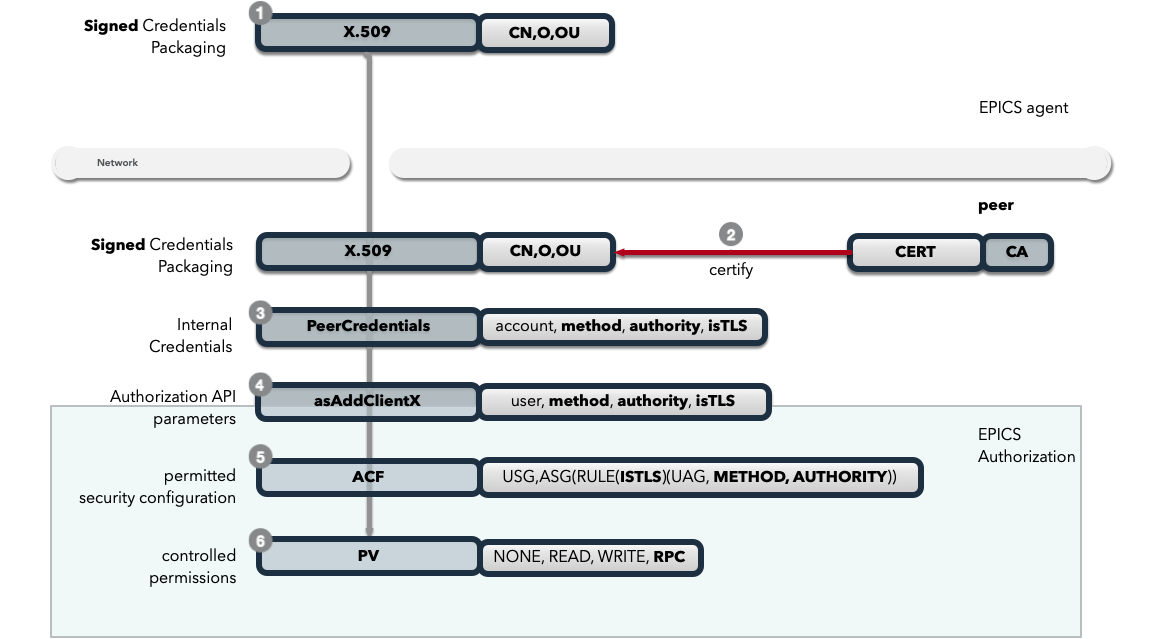 1
Signed Credentials
Packaging
X.509
CN,O,OU
EPICS agent
Network
peer
Signed Credentials
Packaging
X.509
CN,O,OU
2
certify
CERT
CA
Internal
Credentials
3
PeerCredentials
account, method, authority, isTLS
Authorization API
parameters
4
asAddClientX
user, method, authority, isTLS
EPICS
Authorization
permitted
security configuration
5
ACF
USG,ASG(RULE(ISTLS)(UAG, METHOD, AUTHORITY))
controlled
permissions
6
PV
NONE, READ, WRITE, RPC